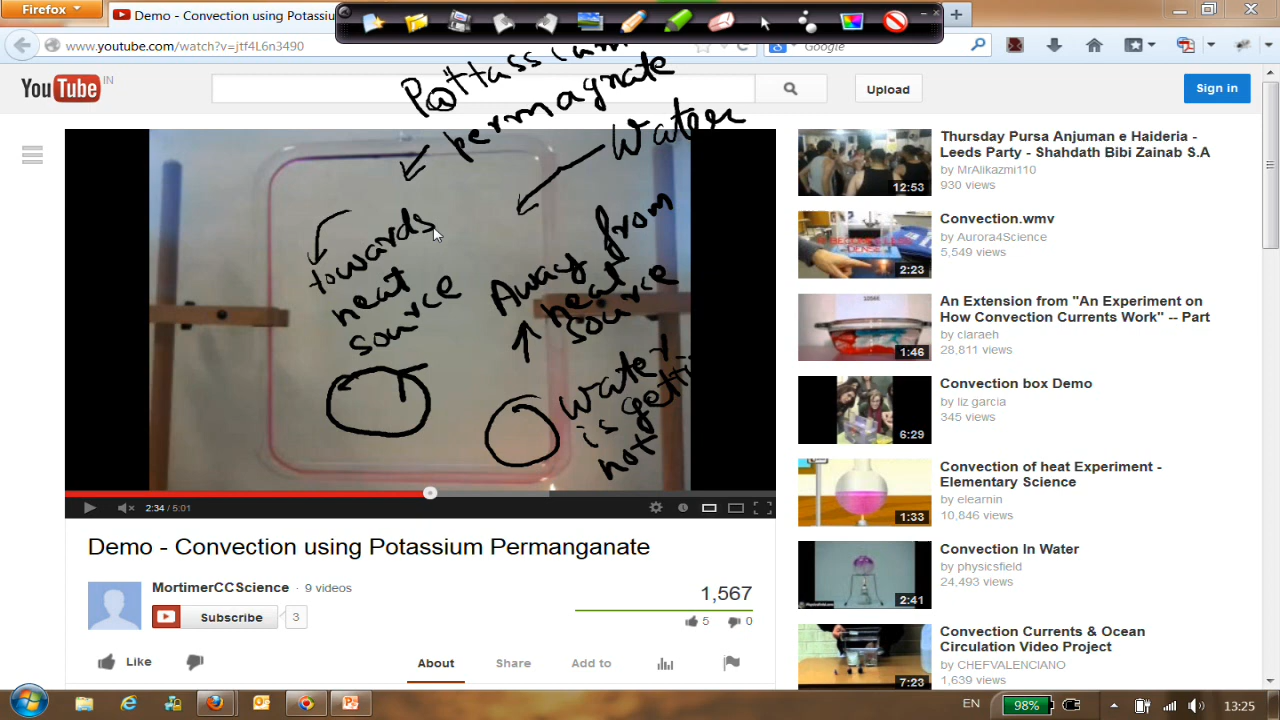 Firefox
Demo - Convection using Potassiu
www.youtube.com/watch?v=jtf4L6n3490
Google
YouTube IN
Upload
Sign in
P@ttassium
permagnate
Water
towards
heat
source
Away from
heat
source
Water
is getti
hot
2:34 / 5:01
Demo - Convection using Potassium Permanganate
MortimerCCScience · 9 videos
Subscribe 3
1,567
5 0
Like
About Share Add to
Thursday Pursa Anjuman e Haideria -
Leeds Party - Shahdath Bibi Zainab S.A
by MrAlikazmi110
930 views
12:53
Convection.wmv
by Aurora4Science
5,549 views
2:23
An Extension from "An Experiment on
How Convection Currents Work" -- Part
by ciaraeh
28,811 views
1:46
Convection box Demo
by liz garcia
345 views
6:29
Convection of heat Experiment -
Elementary Science
by elearnin
10,846 views
1:33
Convection In Water
by physicsfield
24,493 views
2:41
Convection Currents & Ocean
Circulation Video Project
by CHEFVALENCIANO
1,639 views
7:23
EN 98% 13:25